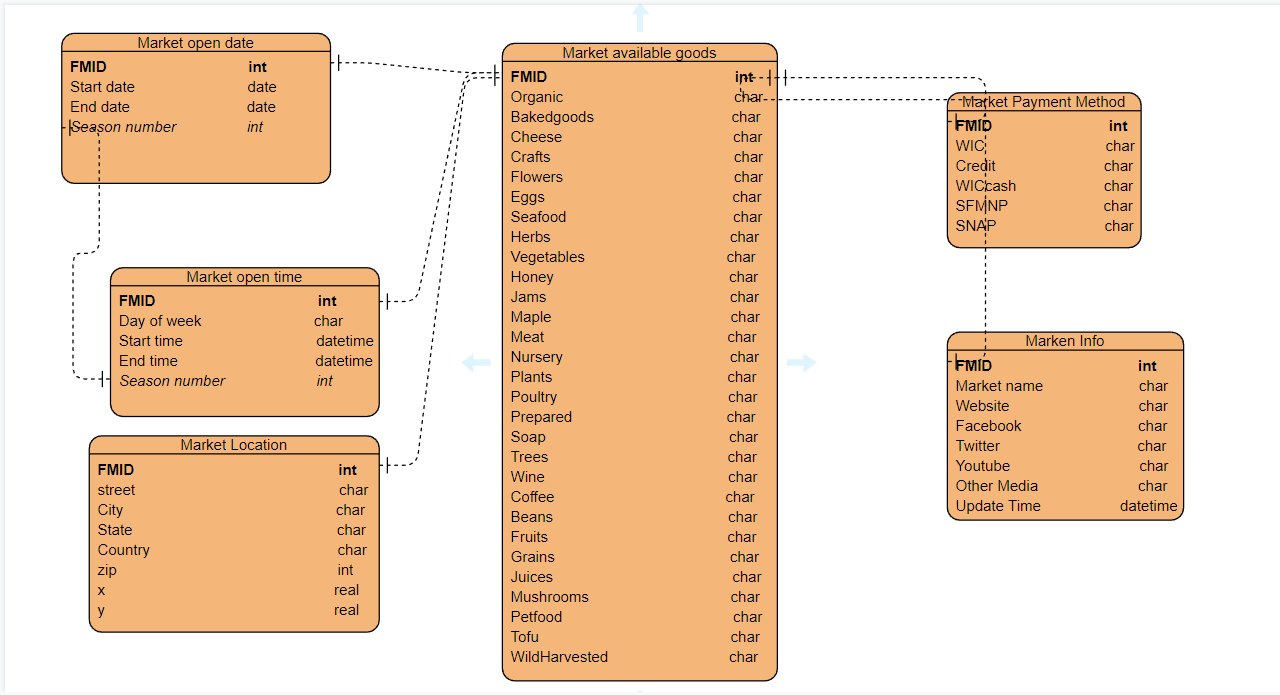 Market open date
FMID int
Start date date
End date date
Season number int
Market open time
FMID int
Day of week char
Start time datetime
End time datetime
Season number int
Market Location
FMID int
street char
City char
State char
Country char
zip int
x real
y real
Market available goods
FMID int
Organic char
Bakedgoods char
Cheese char
Crafts char
Flowers char
Eggs char
Seafood char
Herbs char
Vegetables char
Honey char
Jams char
Maple char
Meat char
Nursery char
Plants char
Poultry char
Prepared char
Soap char
Trees char
Wine char
Coffee char
Beans char
Fruits char
Grains char
Juices char
Mushrooms char
Petfood char
Tofu char
WildHarvested char
Market Payment Method
FMID int
WIC char
Credit char
WICcash char
SFMNP char
SNAP char
Marken Info
FMID int
Market name char
Website char
Facebook char
Twitter char
Youtube char
Other Media char
Update Time datetime